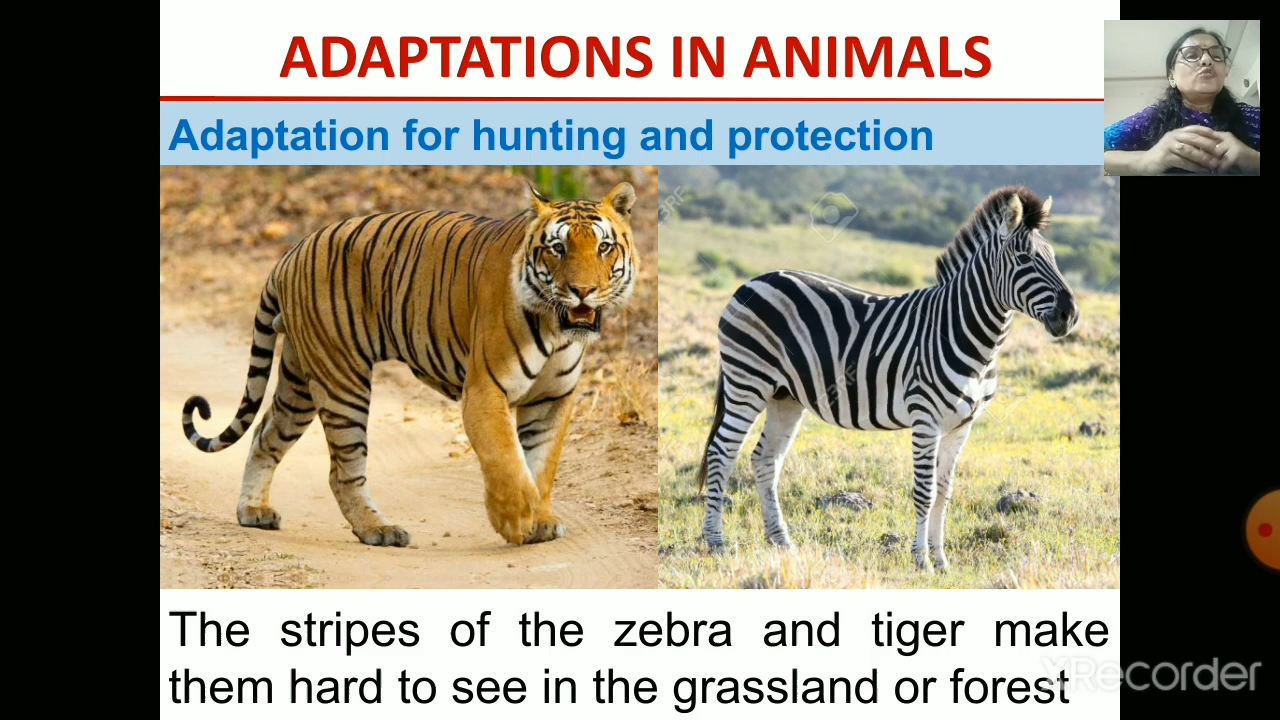 ADAPTATIONS IN ANIMALS
Adaptation for hunting and protection
The stripes of the zebra and tiger make
them hard to see in the grassland or forest
XRecorder